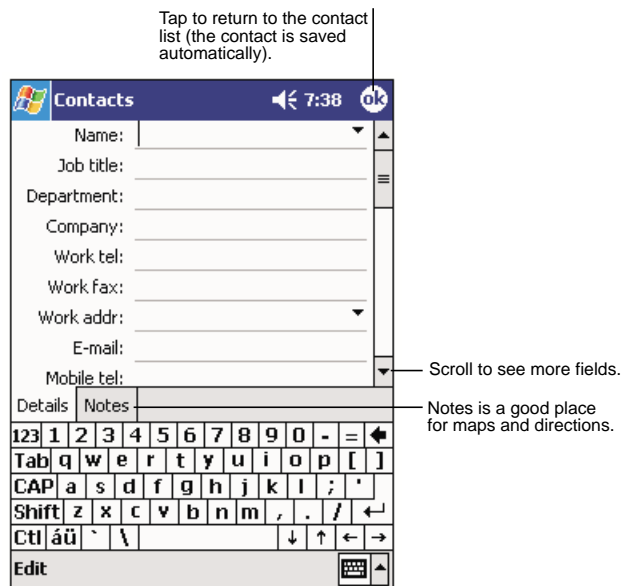 Tap to return to the contact
list (the contact is saved
automatically).
Contacts 7:38 ok
Name:
Job title:
Department:
Company:
Work tel:
Work fax:
Work addr:
E-mail:
Mobile tel:
Scroll to see more fields.
Details Notes
Notes is a good place
for maps and directions.
123 1 2 3 4 5 6 7 8 9 0 - = ←
Tab q w e r t y u i o p [ ]
CAP a s d f g h j k l ; '
Shift z x c v b n m , . / ↵
Ctl áü ` \ ↓ ↑ ← →
Edit